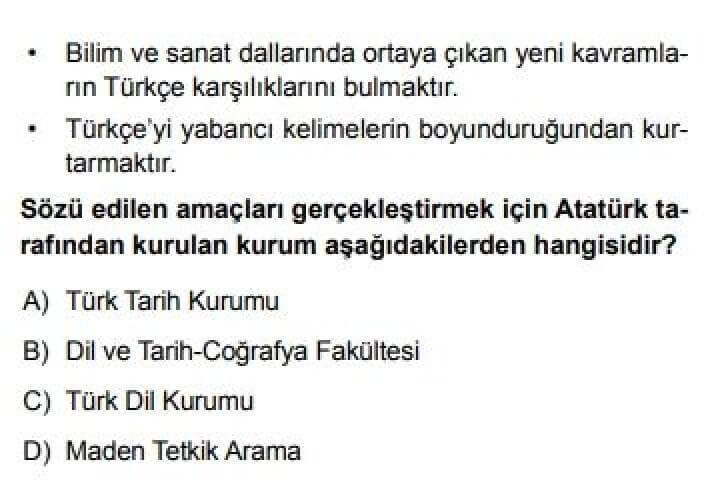 • Bilim ve sanat dallarında ortaya çıkan yeni kavramla-
rın Türkçe karşılıklarını bulmaktır.
• Türkçe'yi yabancı kelimelerin boyunduruğundan kur-
tarmaktır.
Sözü edilen amaçları gerçekleştirmek için Atatürk ta-
rafından kurulan kurum aşağıdakilerden hangisidir?
A) Türk Tarih Kurumu
B) Dil ve Tarih-Coğrafya Fakültesi
C) Türk Dil Kurumu
D) Maden Tetkik Arama